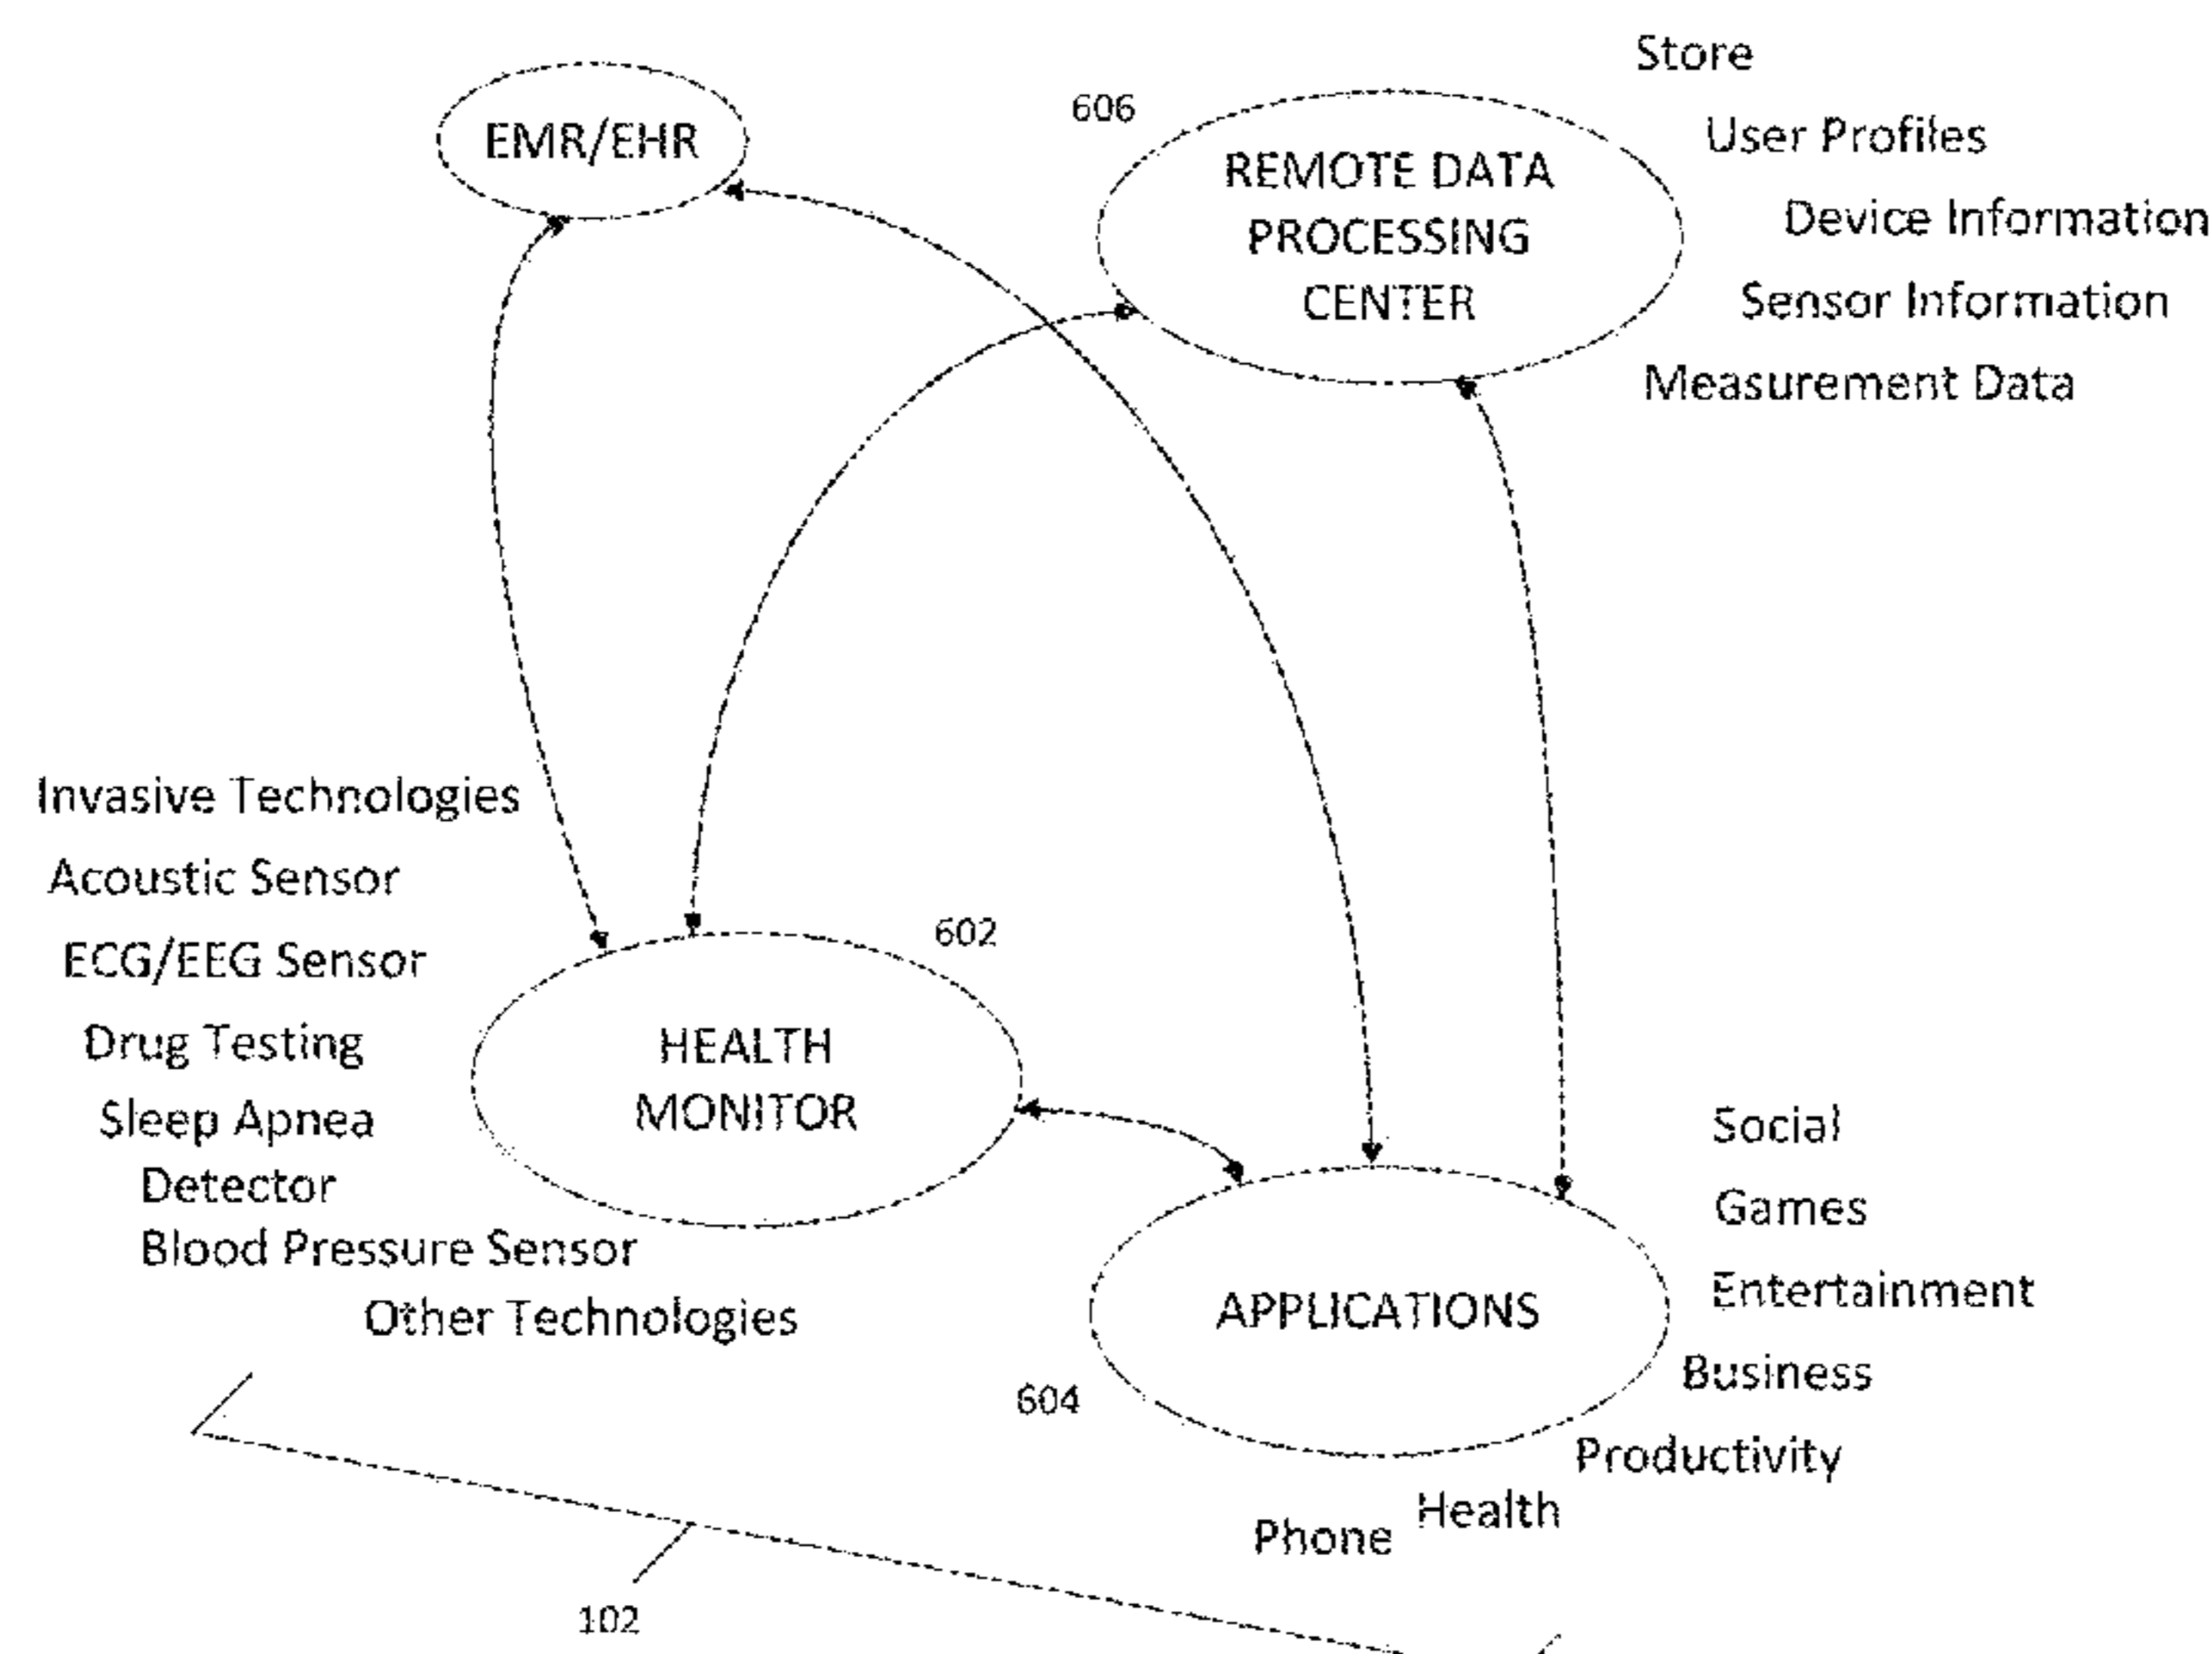 Store
606
EMR/EHR
User Profiles
REMOTE DATA
PROCESSING
CENTER
Device Information
Sensor Information
Measurement Data
Invasive Technologies
Acoustic Sensor
ECG/EEG Sensor
Drug Testing
Sleep Apnea
Detector
Blood Pressure Sensor
Other Technologies
602
HEALTH
MONITOR
Social
Games
Entertainment
Business
Productivity
Health
Phone
APPLICATIONS
604
102